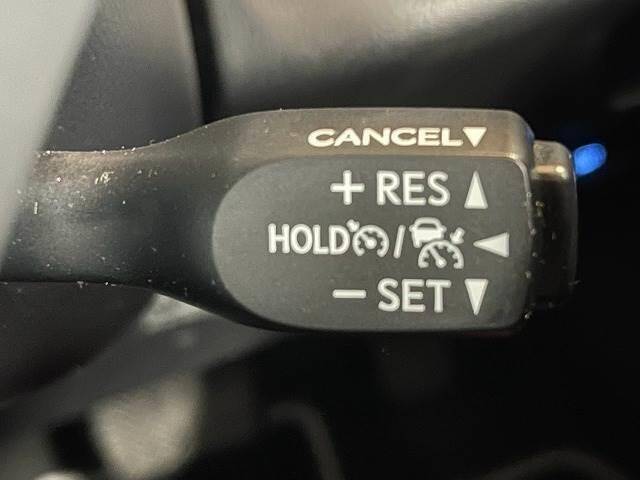 CANCEL▼
+ RES ▲
HOLD / ◀
− SET ▼